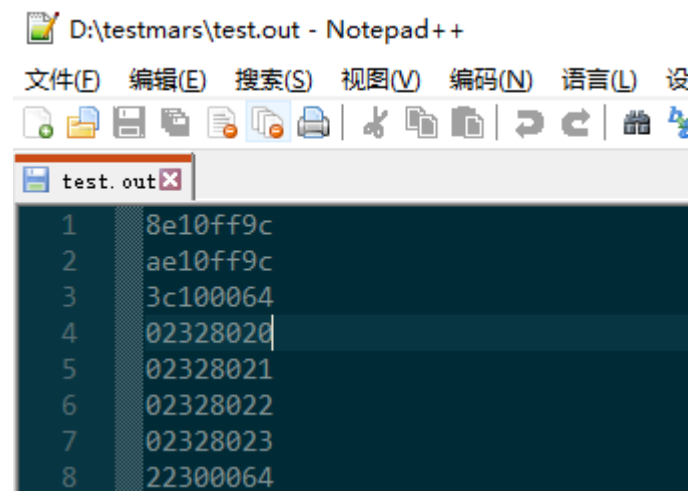 D:\testmars\test.out - Notepad++
文件(F) 编辑(E) 搜索(S) 视图(V) 编码(N) 语言(L) 设
test.out
1 8e10ff9c
2 ae10ff9c
3 3c100064
4 02328020
5 02328021
6 02328022
7 02328023
8 22300064